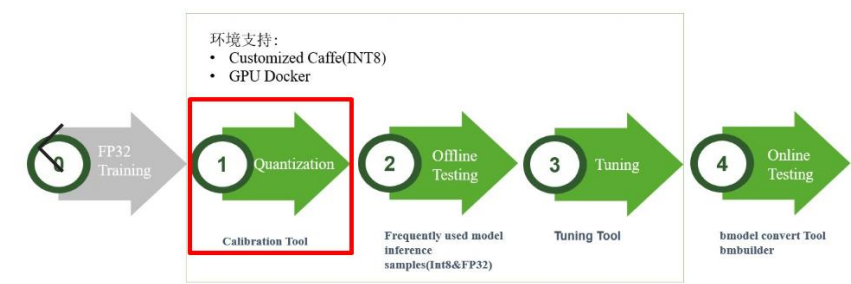 环境支持：
• Customized Caffe(INT8)
• GPU Docker
0
FP32
Training
1
Quantization
2
Offline
Testing
3
Tuning
4
Online
Testing
Calibration Tool
Frequently used model
inference
samples(Int8&FP32)
Tuning Tool
bmodel convert Tool
bmbuilder